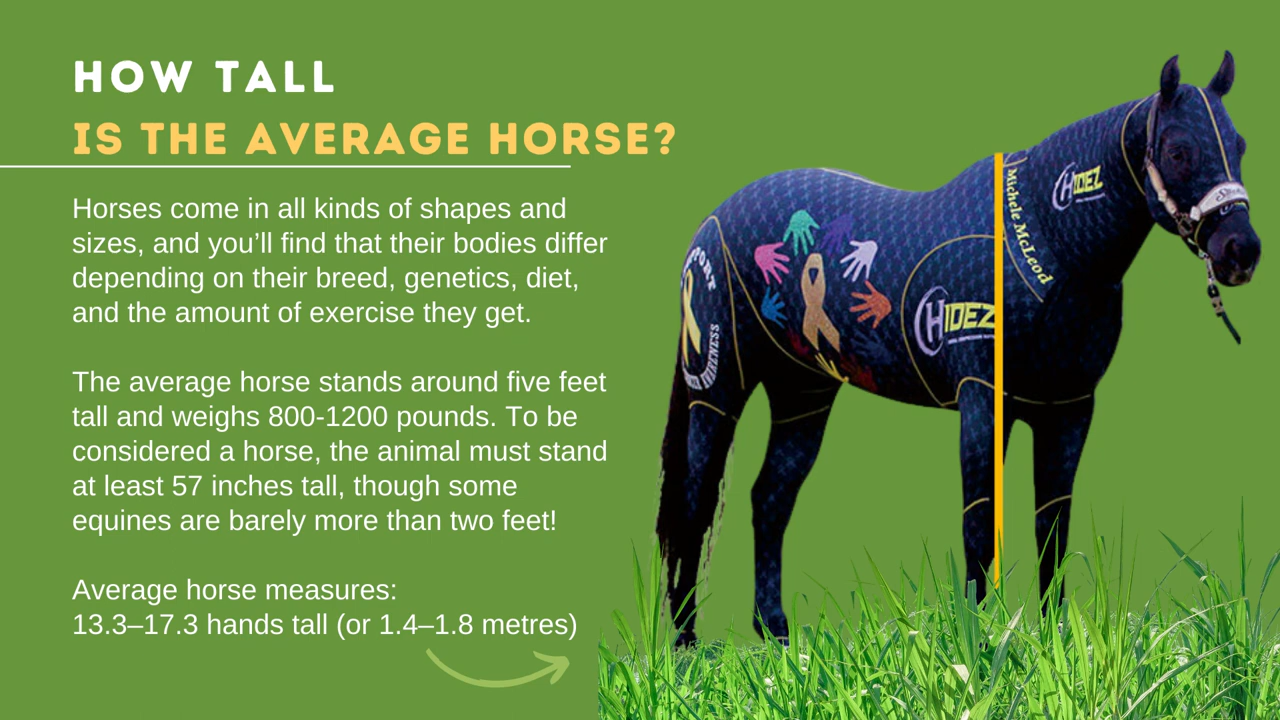 HOW TALL
IS THE AVERAGE HORSE?
Horses come in all kinds of shapes and
sizes, and you’ll find that their bodies differ
depending on their breed, genetics, diet,
and the amount of exercise they get.
The average horse stands around five feet
tall and weighs 800-1200 pounds. To be
considered a horse, the animal must stand
at least 57 inches tall, though some
equines are barely more than two feet!
Average horse measures:
13.3–17.3 hands tall (or 1.4–1.8 metres)
Michele McLeod
HIDEZ
HIDEZ